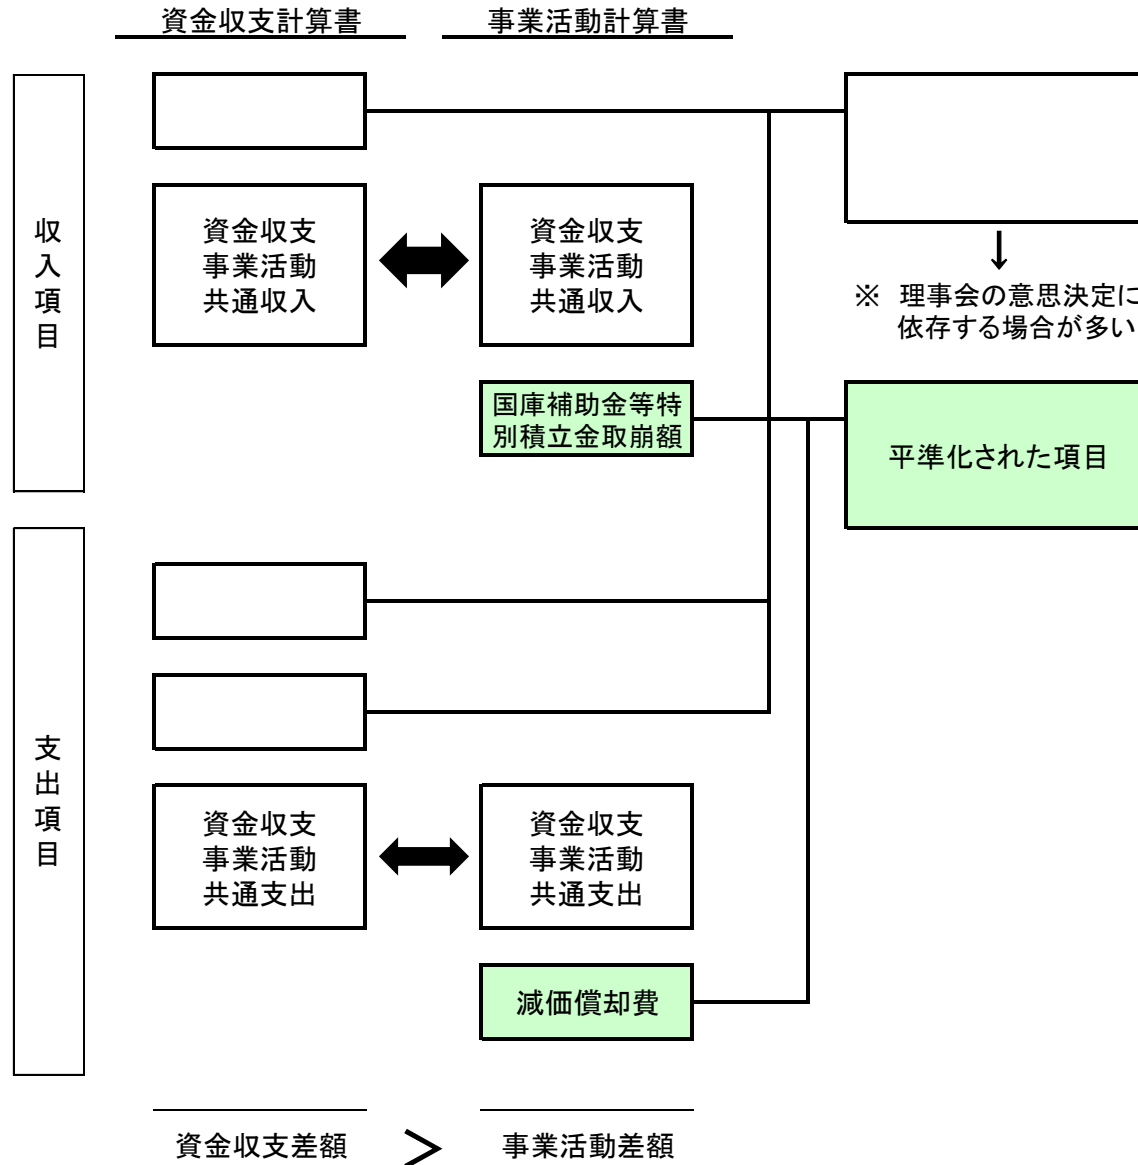 資金収支計算書
事業活動計算書
収入項目
資金収支
事業活動
共通収入
資金収支
事業活動
共通収入
↓
※ 理事会の意思決定に
依存する場合が多い
国庫補助金等特
別積立金取崩額
平準化された項目
支出項目
資金収支
事業活動
共通支出
資金収支
事業活動
共通支出
減価償却費
資金収支差額 > 事業活動差額